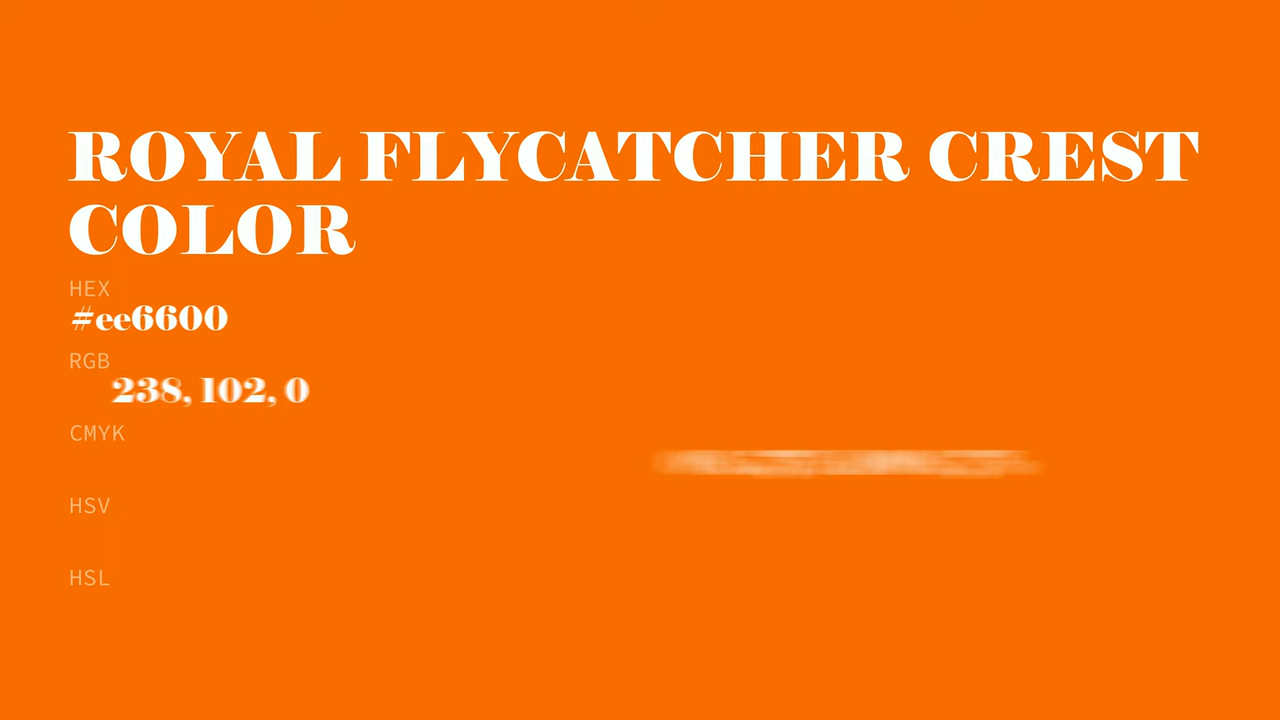 ROYAL FLYCATCHER CREST
COLOR
HEX
#ee6600
RGB
238, 102, 0
CMYK
HSV
HSL